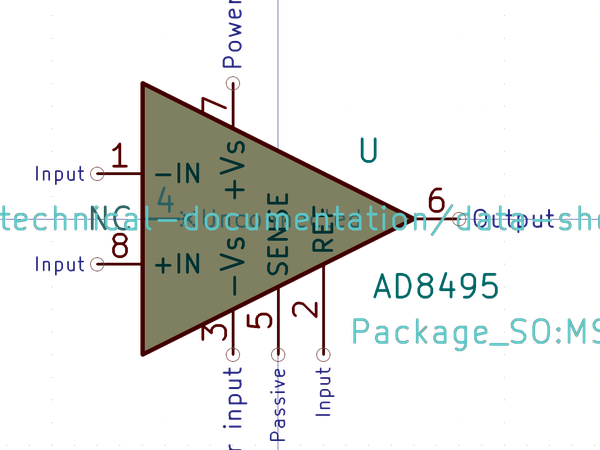 Power
7
U
1
Input
-IN
+Vs
4
NC
technical-documentation/data-she
6
Output
8
Input
+IN
-Vs
SENSE
REF
AD8495
Package_SO:MS
3
5
2
r input
Passive
Input